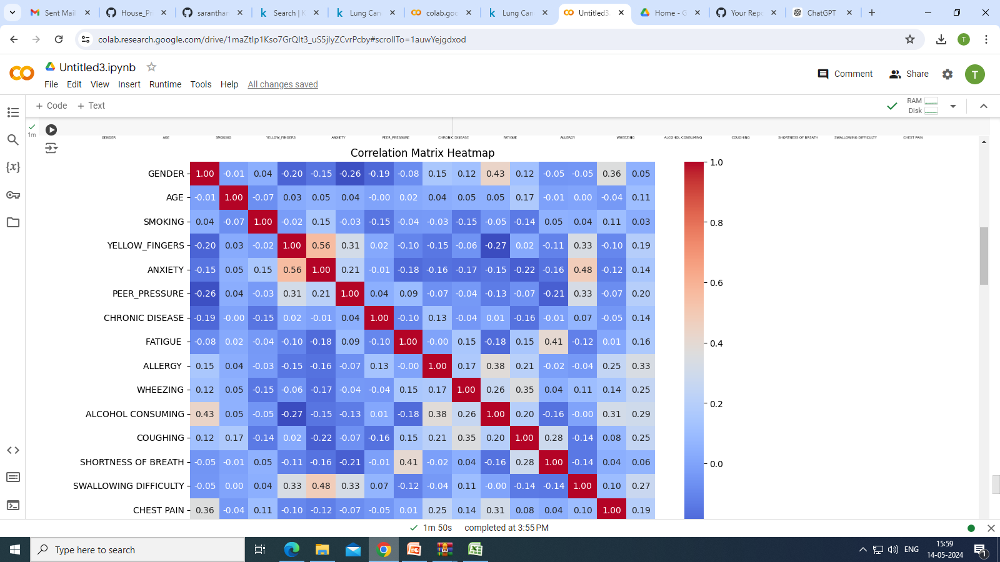 Sent Mail
House_Pr
saranthan
Search | K
Lung Can
colab.goo
Lung Can
Untitled3
Home - G
Your Repo
ChatGPT
colab.research.google.com/drive/1maZtIp1Kso7GrQlt3_uS5jlyZCvrPcby#scrollTo=1auwYejgdxod
T
CO Untitled3.ipynb
Comment Share T
File Edit View Insert Runtime Tools Help All changes saved
+ Code + Text
RAM
Disk
1m
GENDER AGE SMOKING YELLOW_FINGERS ANXIETY PEER_PRESSURE CHRONIC DISEASE FATIGUE ALLERGY WHEEZING ALCOHOL CONSUMING COUGHING SHORTNESS OF BREATH SWALLOWING DIFFICULTY CHEST PAIN
{x}
Correlation Matrix Heatmap
GENDER 1.00 -0.01 0.04 -0.20 -0.15 -0.26 -0.19 -0.08 0.15 0.12 0.43 0.12 -0.05 -0.05 0.36 0.05
AGE -0.01 1.00 -0.07 0.03 0.05 0.04 -0.00 0.02 0.04 0.05 0.05 0.17 -0.01 0.00 -0.04 0.11
SMOKING 0.04 -0.07 1.00 -0.02 0.15 -0.03 -0.15 -0.04 -0.03 -0.15 -0.05 -0.14 0.05 0.04 0.11 0.03
YELLOW_FINGERS -0.20 0.03 -0.02 1.00 0.56 0.31 0.02 -0.10 -0.15 -0.06 -0.27 0.02 -0.11 0.33 -0.10 0.19
ANXIETY -0.15 0.05 0.15 0.56 1.00 0.21 -0.01 -0.18 -0.16 -0.17 -0.15 -0.22 -0.16 0.48 -0.12 0.14
PEER_PRESSURE -0.26 0.04 -0.03 0.31 0.21 1.00 0.04 0.09 -0.07 -0.04 -0.13 -0.07 -0.21 0.33 -0.07 0.20
CHRONIC DISEASE -0.19 -0.00 -0.15 0.02 -0.01 0.04 1.00 -0.10 0.13 -0.04 0.01 -0.16 -0.01 0.07 -0.05 0.14
FATIGUE -0.08 0.02 -0.04 -0.10 -0.18 0.09 -0.10 1.00 -0.00 0.15 -0.18 0.15 0.41 -0.12 0.01 0.16
ALLERGY 0.15 0.04 -0.03 -0.15 -0.16 -0.07 0.13 -0.00 1.00 0.17 0.38 0.21 -0.02 -0.04 0.25 0.33
WHEEZING 0.12 0.05 -0.15 -0.06 -0.17 -0.04 -0.04 0.15 0.17 1.00 0.26 0.35 0.04 0.11 0.14 0.25
ALCOHOL CONSUMING 0.43 0.05 -0.05 -0.27 -0.15 -0.13 0.01 -0.18 0.38 0.26 1.00 0.20 -0.16 -0.00 0.31 0.29
COUGHING 0.12 0.17 -0.14 0.02 -0.22 -0.07 -0.16 0.15 0.21 0.35 0.20 1.00 0.28 -0.14 0.08 0.25
SHORTNESS OF BREATH -0.05 -0.01 0.05 -0.11 -0.16 -0.21 -0.01 0.41 -0.02 0.04 -0.16 0.28 1.00 -0.14 0.04 0.06
SWALLOWING DIFFICULTY -0.05 0.00 0.04 0.33 0.48 0.33 0.07 -0.12 -0.04 0.11 -0.00 -0.14 -0.14 1.00 0.10 0.27
CHEST PAIN 0.36 -0.04 0.11 -0.10 -0.12 -0.07 -0.05 0.01 0.25 0.14 0.31 0.08 0.04 0.10 1.00 0.19
1.0
0.8
0.6
0.4
0.2
0.0
1m 50s completed at 3:55 PM
Type here to search
ENG
15:59
14-05-2024
1